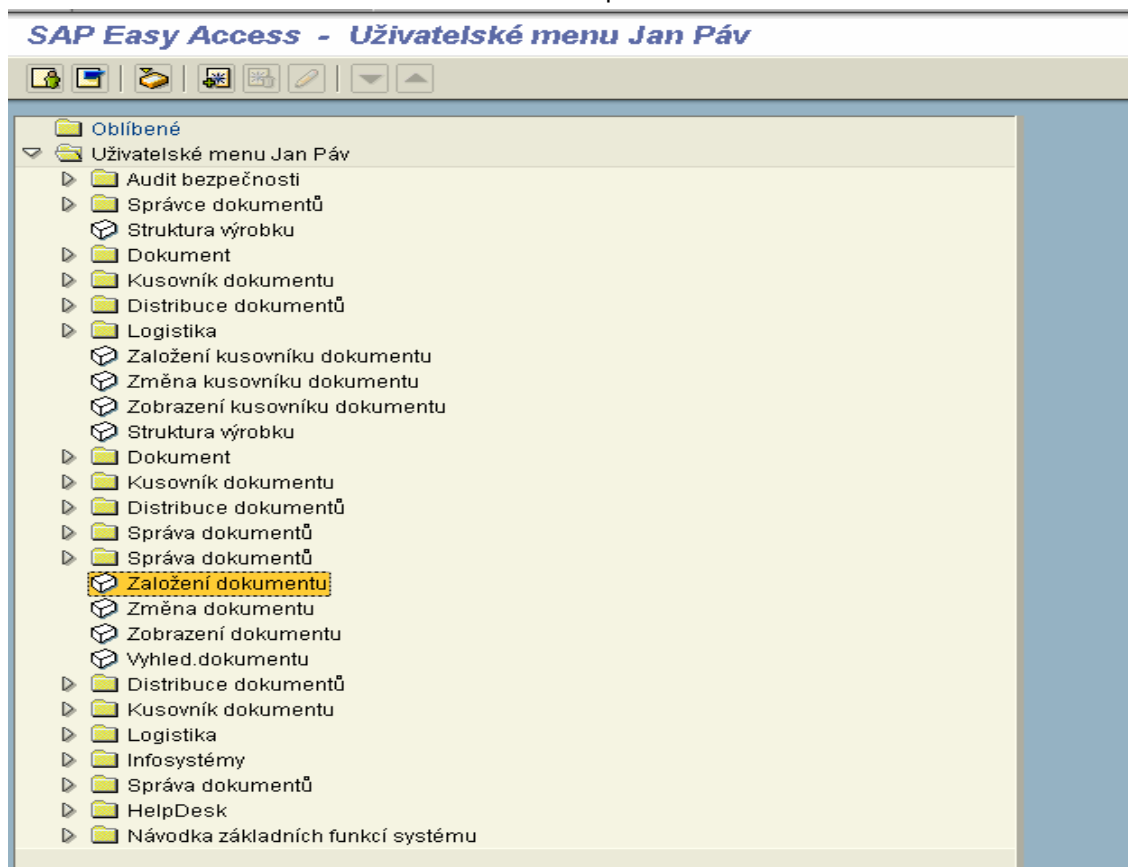 SAP Easy Access - Uživatelské menu Jan Páv
Oblíbené
Uživatelské menu Jan Páv
Audit bezpečnosti
Správce dokumentů
Struktura výrobku
Dokument
Kusovník dokumentu
Distribuce dokumentů
Logistika
Založení kusovníku dokumentu
Změna kusovníku dokumentu
Zobrazení kusovníku dokumentu
Struktura výrobku
Dokument
Kusovník dokumentu
Distribuce dokumentů
Správa dokumentů
Správa dokumentů
Založení dokumentu
Změna dokumentu
Zobrazení dokumentu
Vyhled.dokumentu
Distribuce dokumentů
Kusovník dokumentu
Logistika
Infosystémy
Správa dokumentů
HelpDesk
Návodka základních funkcí systému